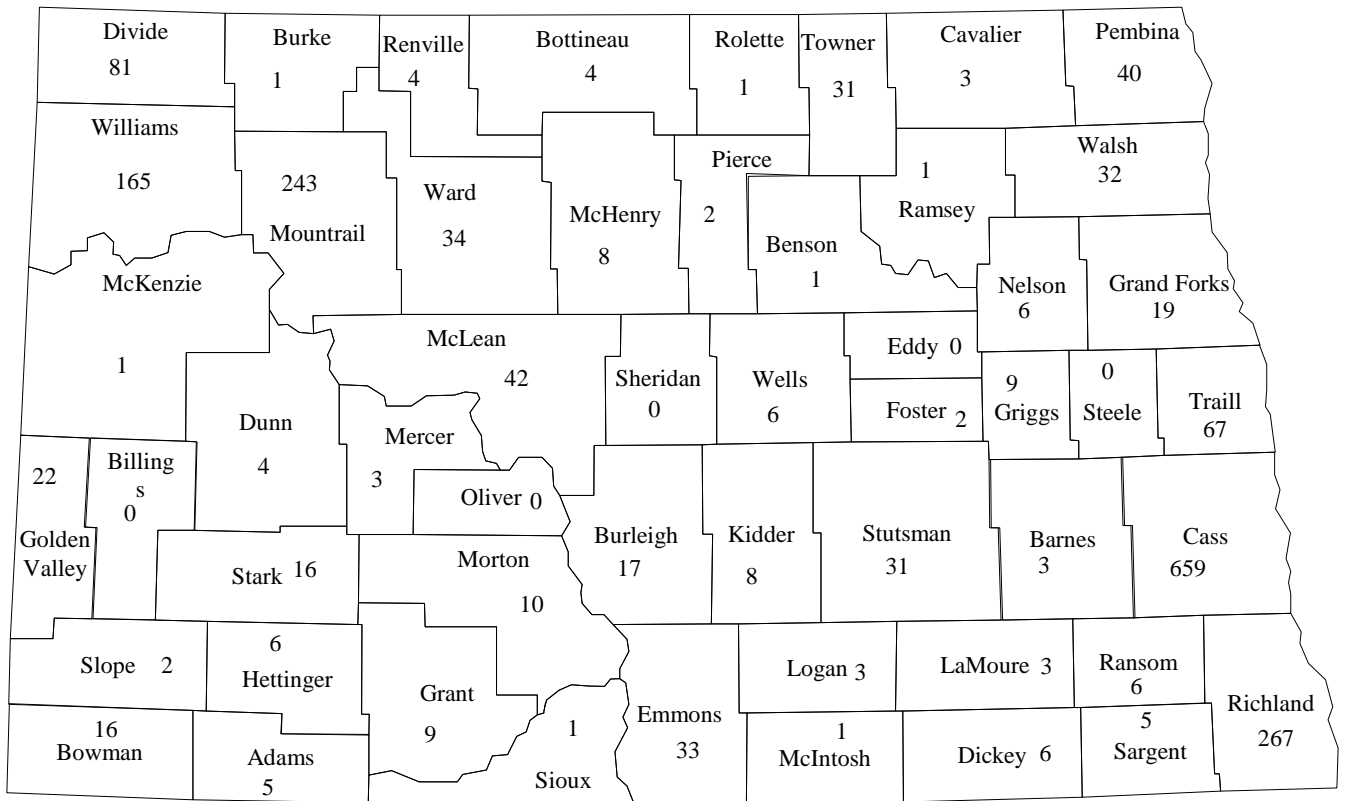 Divide
81
Burke
1
Renville
4
Bottineau
4
Rolette
1
Towner
31
Cavalier
3
Pembina
40
Williams
165
243
Mountrail
Ward
34
McHenry
8
Pierce
2
Benson
1
1
Ramsey
Walsh
32
McKenzie
1
Nelson
6
Grand Forks
19
McLean
42
Sheridan
0
Wells
6
Eddy 0
Foster 2
9
Griggs
0
Steele
Traill
67
Dunn
4
Mercer
3
Oliver 0
22
Golden
Valley
Billing
s
0
Stark 16
Morton
10
Burleigh
17
Kidder
8
Stutsman
31
Barnes
3
Cass
659
Slope 2
6
Hettinger
Grant
9
Emmons
33
Logan 3
LaMoure 3
Ransom
6
Richland
267
16
Bowman
Adams
5
1
Sioux
1
McIntosh
Dickey 6
5
Sargent